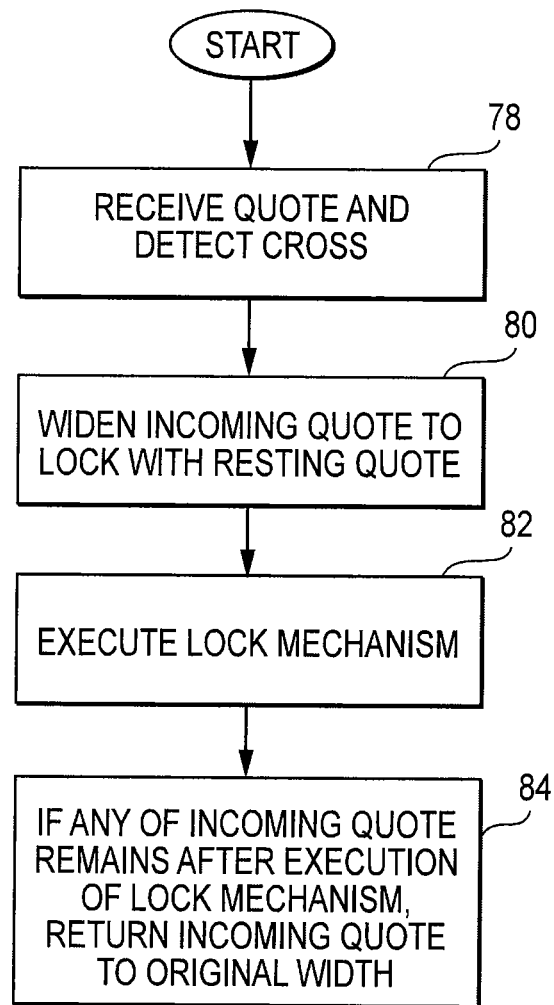 START
78
RECEIVE QUOTE AND
DETECT CROSS
80
WIDEN INCOMING QUOTE TO
LOCK WITH RESTING QUOTE
82
EXECUTE LOCK MECHANISM
84
IF ANY OF INCOMING QUOTE
REMAINS AFTER EXECUTION
OF LOCK MECHANISM,
RETURN INCOMING QUOTE
TO ORIGINAL WIDTH